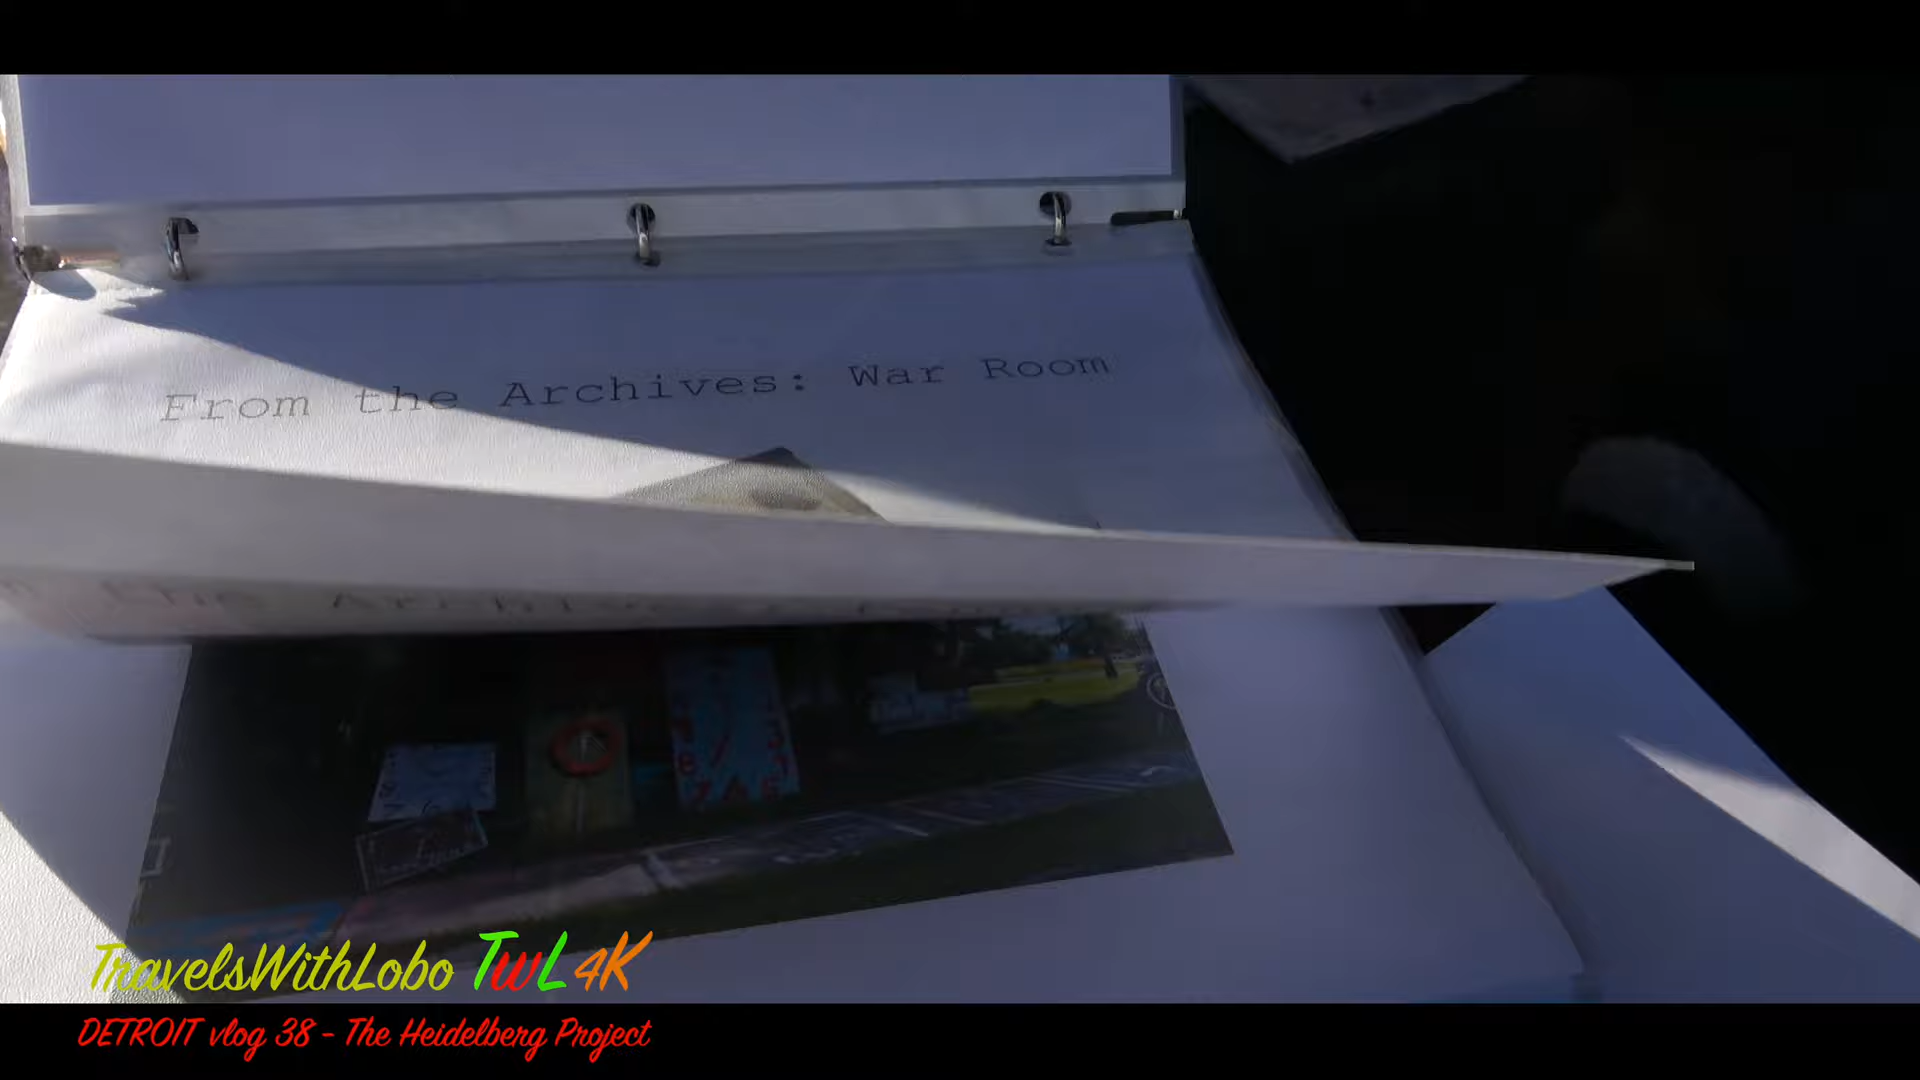 From the Archives: War Room
TravelsWithLobo TwL 4K
DETROIT vlog 38 - The Heidelberg Project